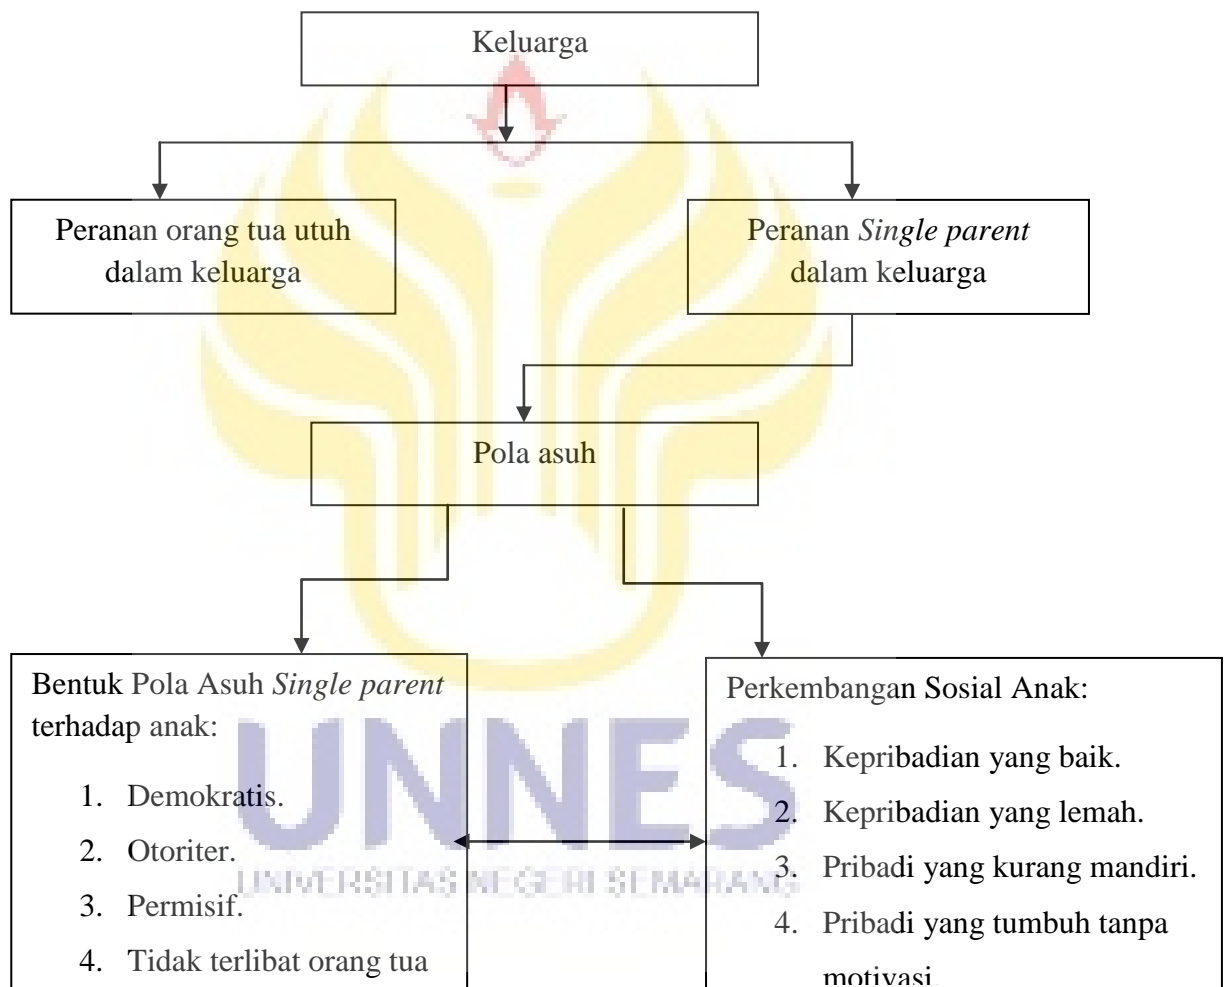 Keluarga
Peranan orang tua utuh
dalam keluarga
Peranan Single parent
dalam keluarga
Pola asuh
Bentuk Pola Asuh Single parent
terhadap anak:
1. Demokratis.
2. Otoriter.
3. Permisif.
4. Tidak terlibat orang tua
Perkembangan Sosial Anak:
1. Kepribadian yang baik.
2. Kepribadian yang lemah.
3. Pribadi yang kurang mandiri.
4. Pribadi yang tumbuh tanpa
motivasi.
UNNES
UNIVERSITAS NEGERI SEMARANG